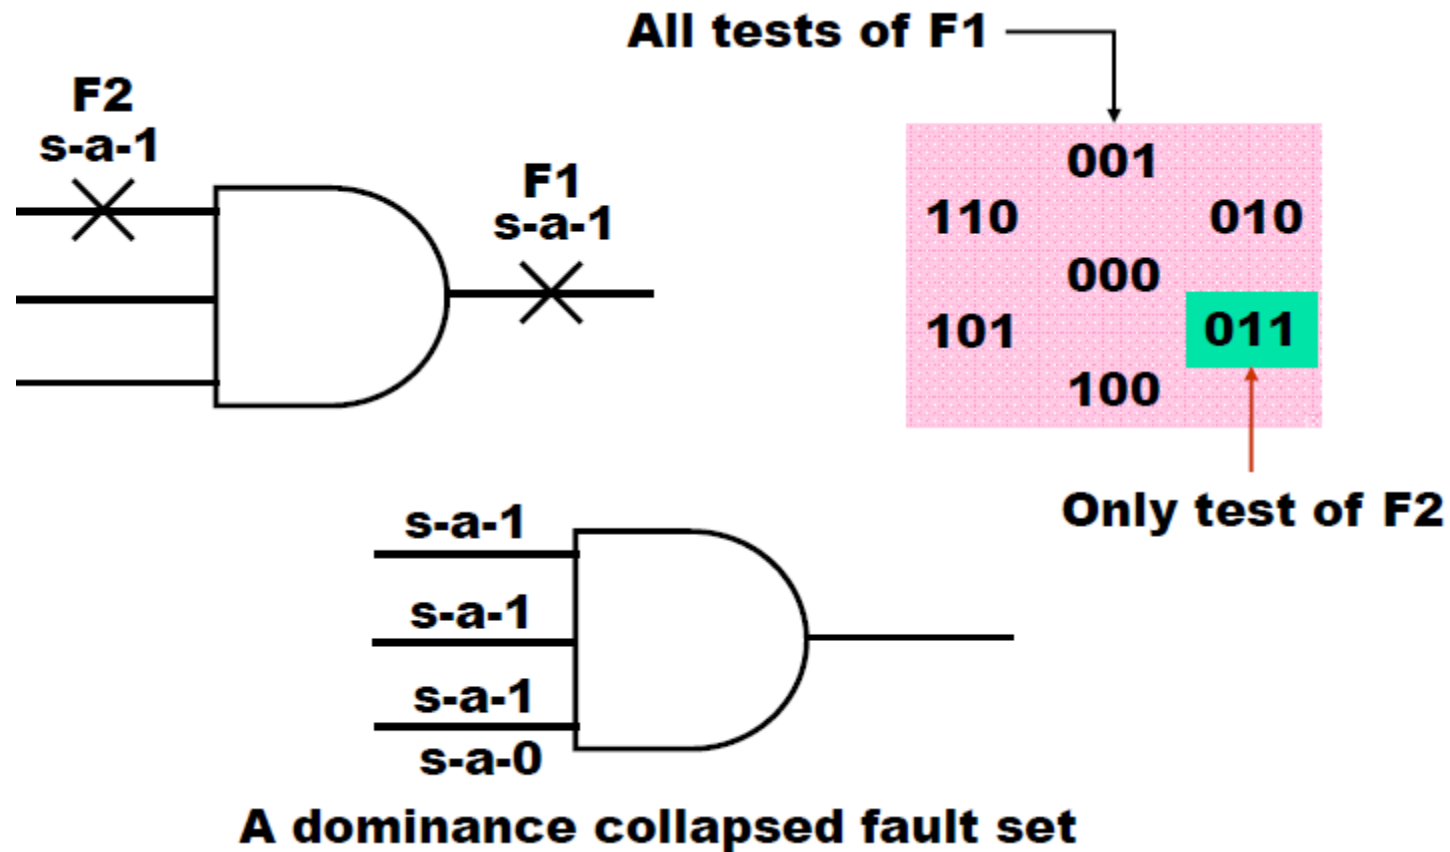 All tests of F1
F2
s-a-1
F1
s-a-1
001
110 010
000
101 011
100
Only test of F2
s-a-1
s-a-1
s-a-1
s-a-0
A dominance collapsed fault set